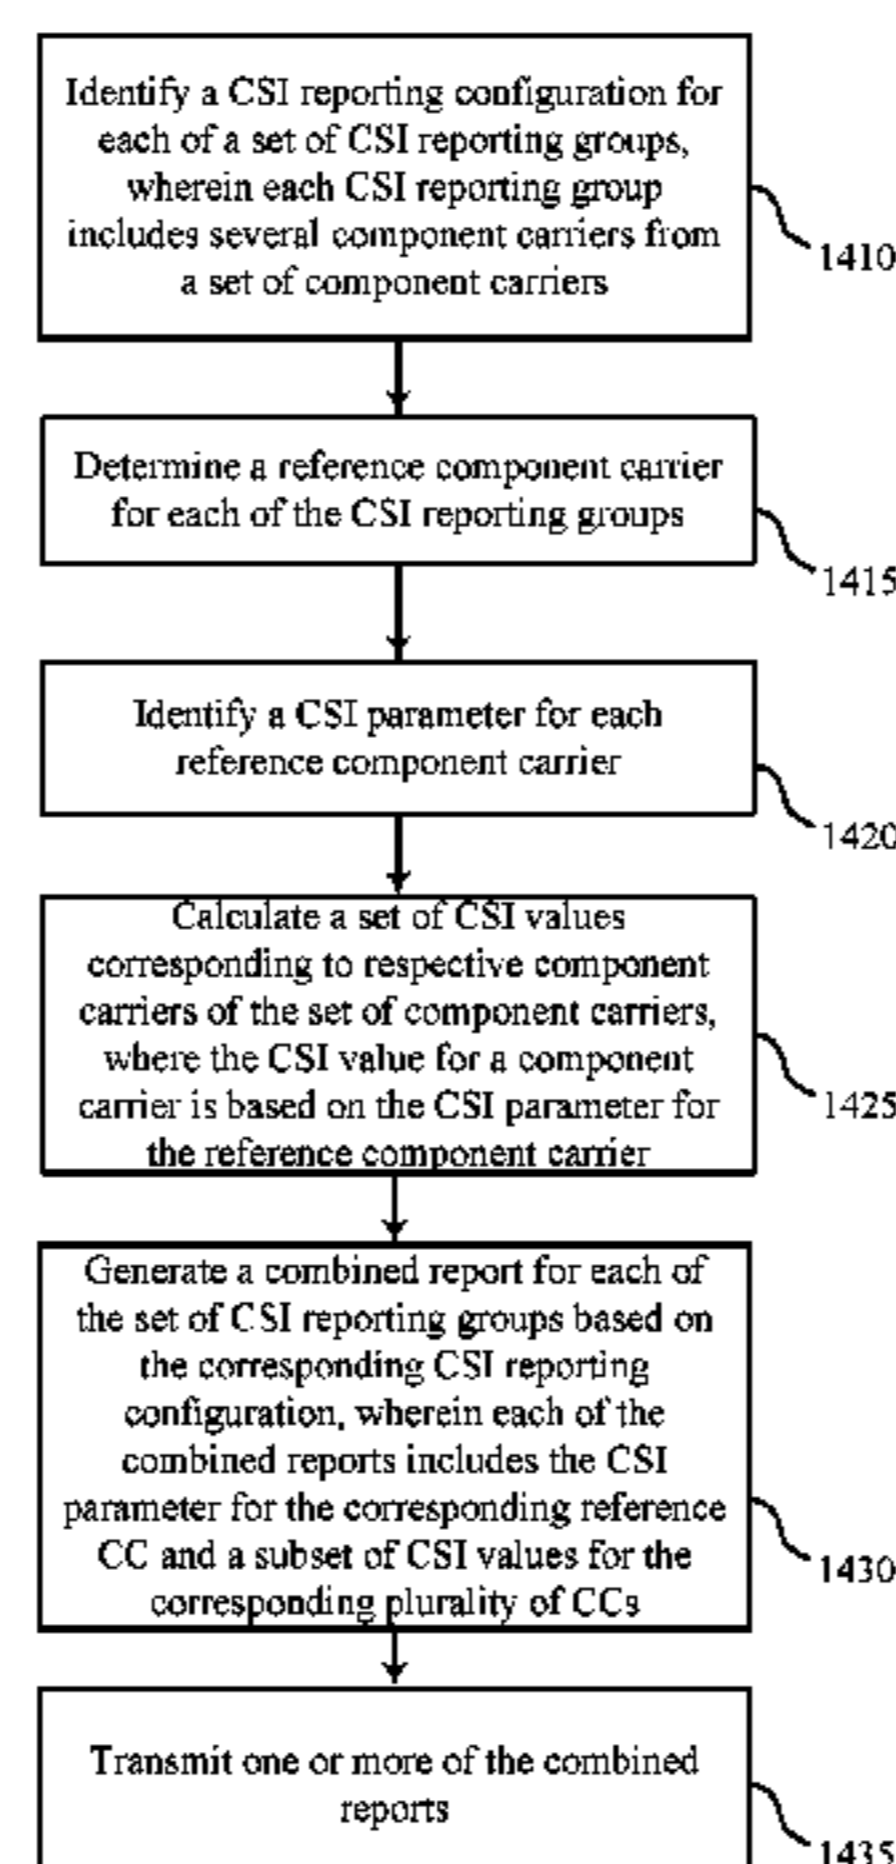 Identify a CSI reporting configuration for
each of a set of CSI reporting groups,
wherein each CSI reporting group
includes several component carriers from
a set of component carriers
1410
Determine a reference component carrier
for each of the CSI reporting groups
1415
Identify a CSI parameter for each
reference component carrier
1420
Calculate a set of CSI values
corresponding to respective component
carriers of the set of component carriers,
where the CSI value for a component
carrier is based on the CSI parameter for
the reference component carrier
1425
Generate a combined report for each of
the set of CSI reporting groups based on
the corresponding CSI reporting
configuration, wherein each of the
combined reports includes the CSI
parameter for the corresponding reference
CC and a subset of CSI values for the
corresponding plurality of CCs
1430
Transmit one or more of the combined
reports
1435